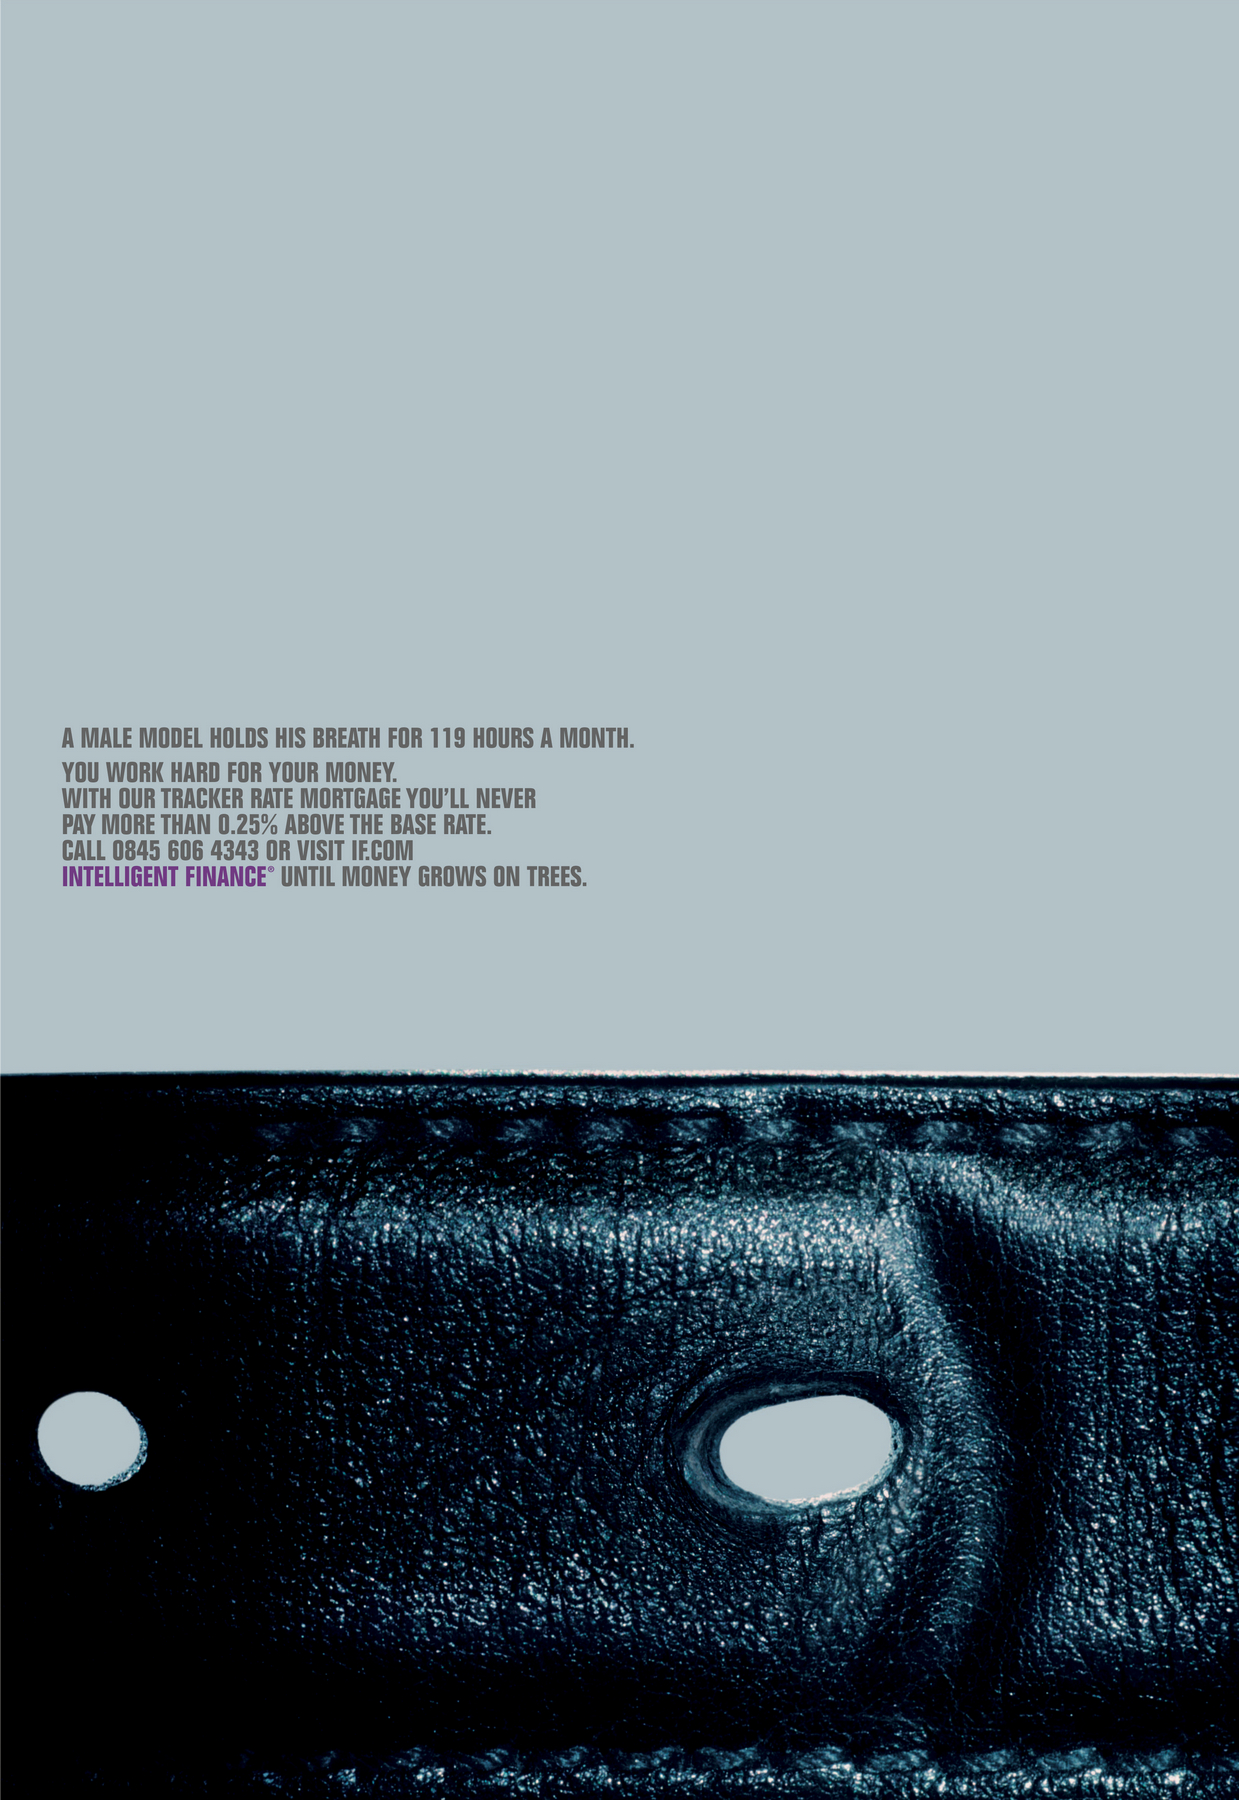 A MALE MODEL HOLDS HIS BREATH FOR 119 HOURS A MONTH.
YOU WORK HARD FOR YOUR MONEY.
WITH OUR TRACKER RATE MORTGAGE YOU'LL NEVER
PAY MORE THAN 0.25% ABOVE THE BASE RATE.
CALL 0845 606 4343 OR VISIT IF.COM
INTELLIGENT FINANCE® UNTIL MONEY GROWS ON TREES.